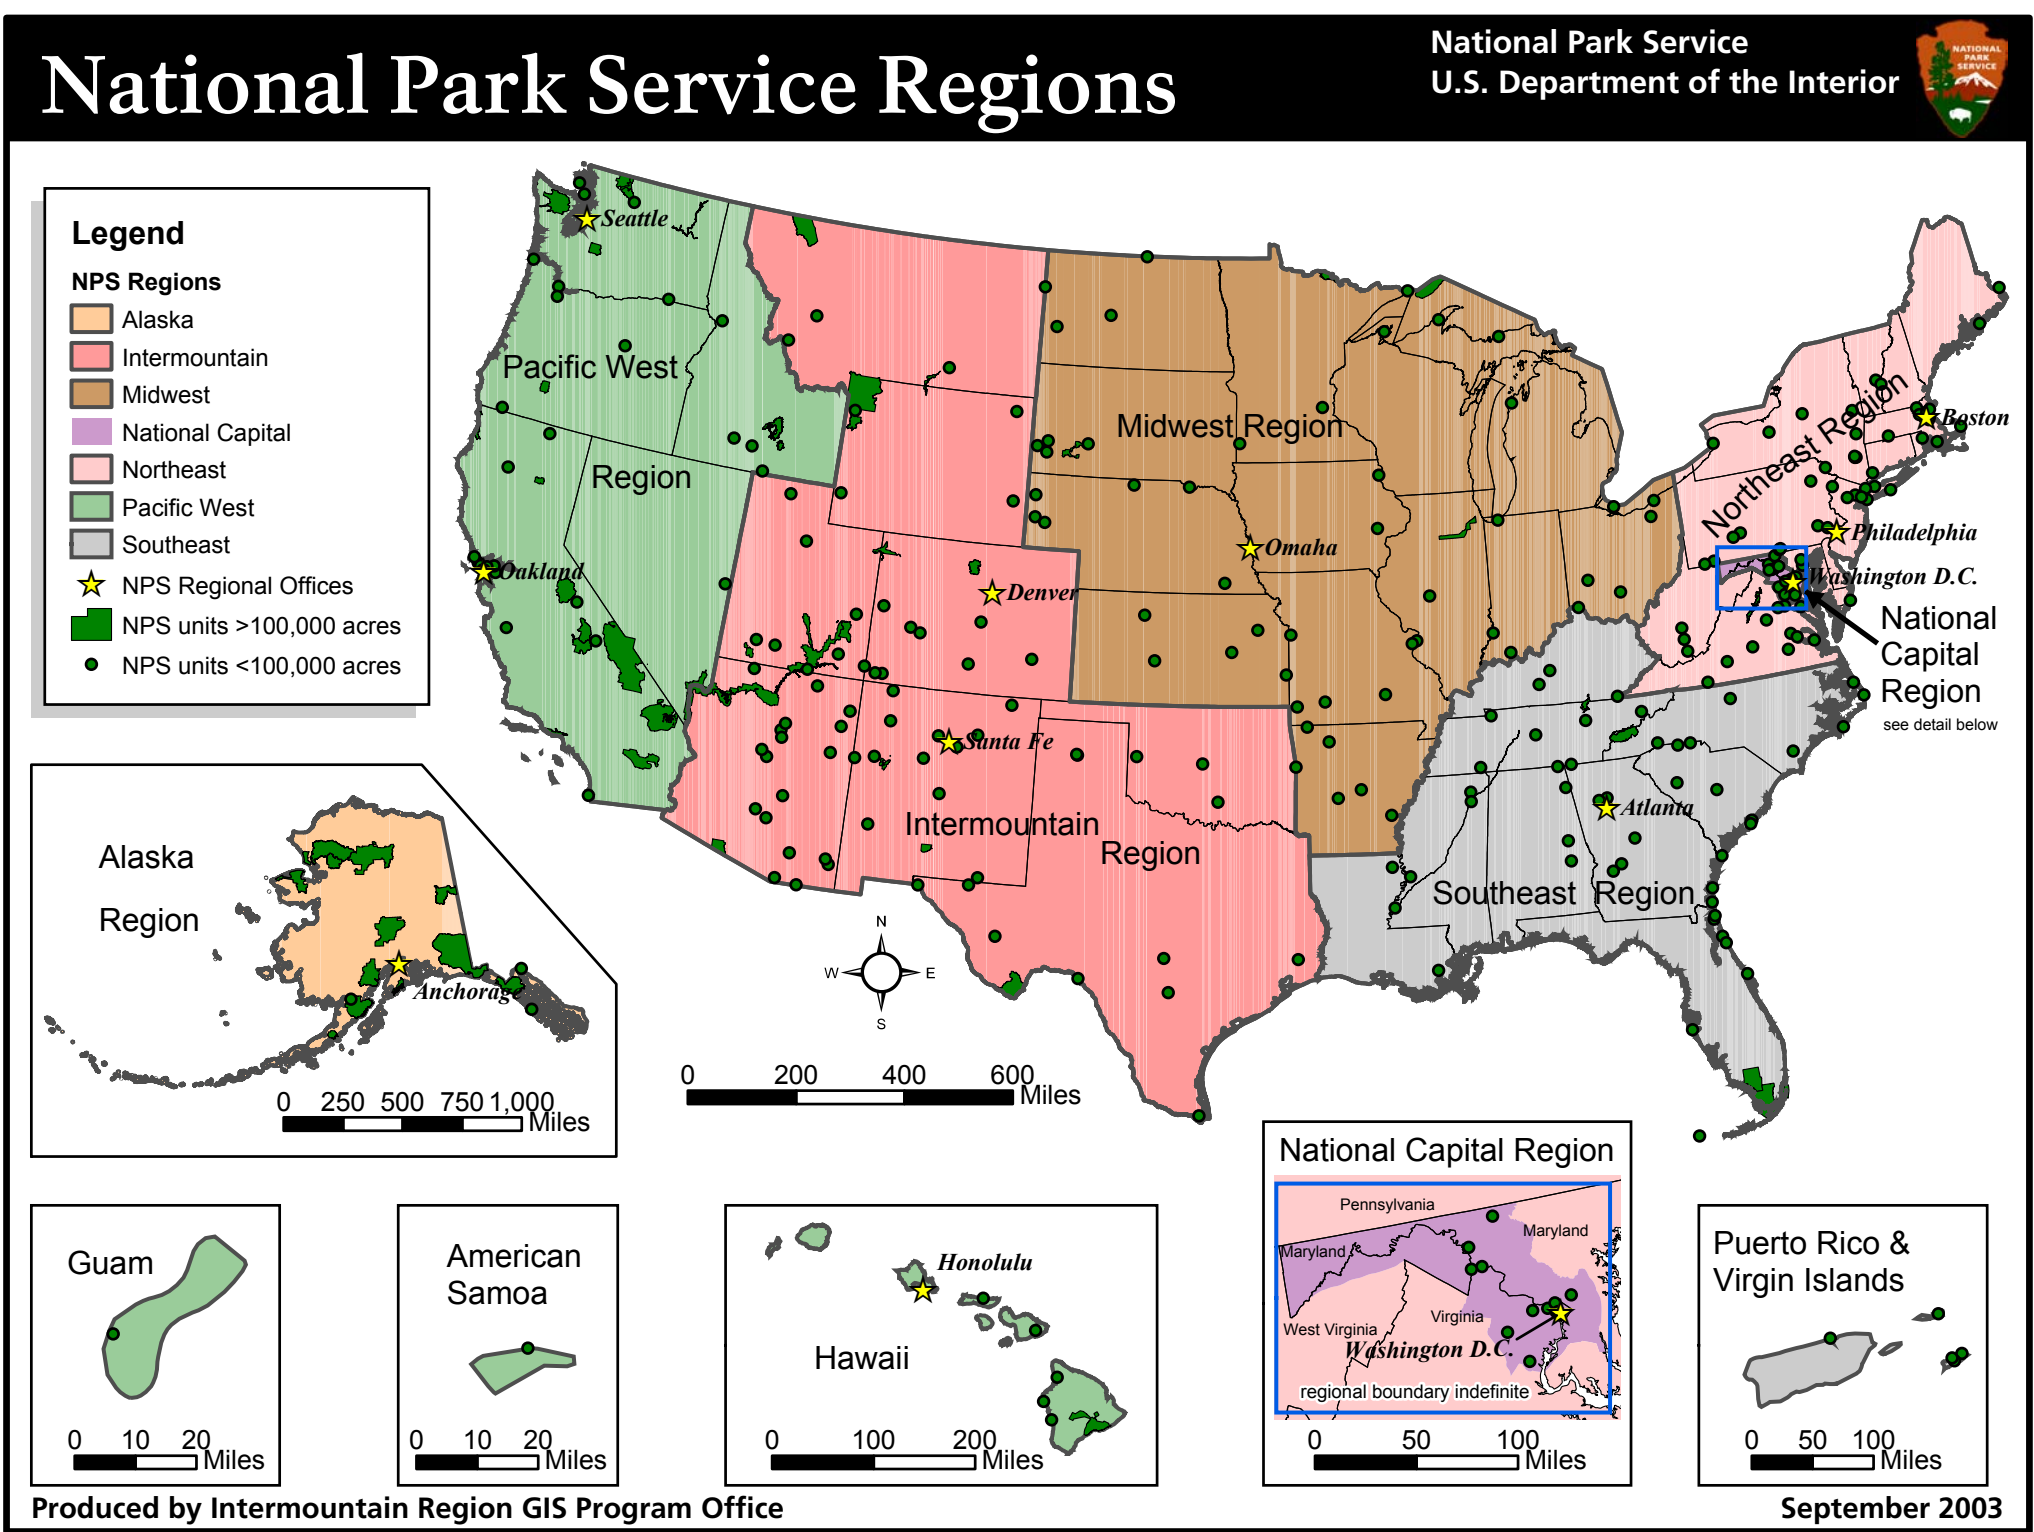 National Park Service Regions
National Park Service
U.S. Department of the Interior
NATIONAL
PARK
SERVICE
Legend
NPS Regions
Alaska
Intermountain
Midwest
National Capital
Northeast
Pacific West
Southeast
NPS Regional Offices
NPS units >100,000 acres
NPS units <100,000 acres
Seattle
Pacific West
Region
Oakland
Denver
Santa Fe
Intermountain
Region
Midwest Region
Omaha
Northeast Region
Boston
Philadelphia
Washington D.C.
National
Capital
Region
see detail below
Atlanta
Southeast Region
N
W
E
S
0 200 400 600
Miles
Alaska
Region
Anchorage
0 250 500 750 1,000
Miles
Guam
0 10 20
Miles
American
Samoa
0 10 20
Miles
Honolulu
Hawaii
0 100 200
Miles
National Capital Region
Pennsylvania
Maryland
Maryland
Virginia
West Virginia
Washington D.C.
regional boundary indefinite
0 50 100
Miles
Puerto Rico &
Virgin Islands
0 50 100
Miles
Produced by Intermountain Region GIS Program Office
September 2003